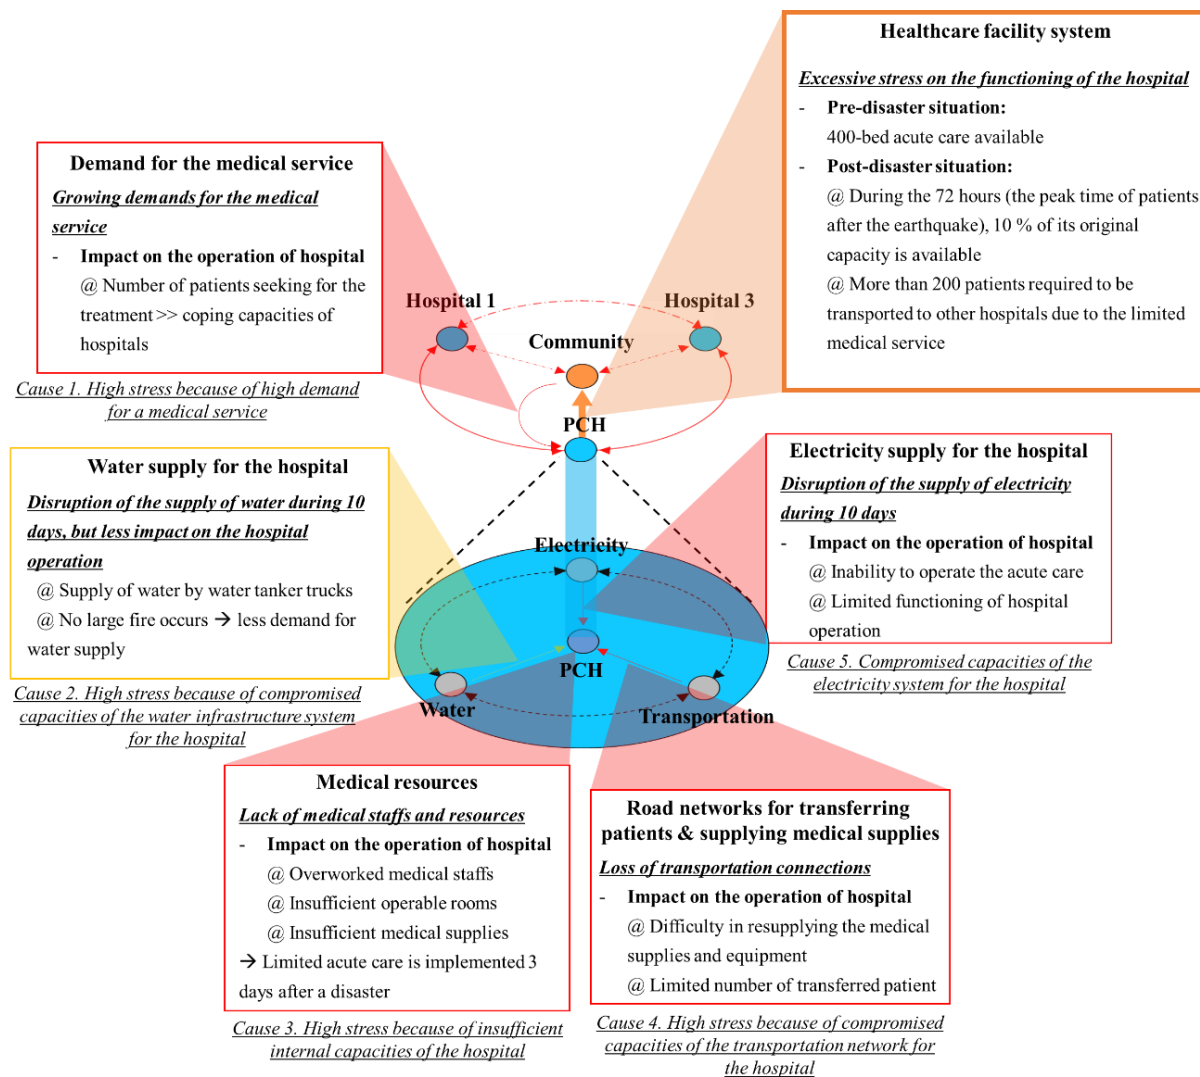 Healthcare facility system
Excessive stress on the functioning of the hospital
- Pre-disaster situation:
400-bed acute care available
- Post-disaster situation:
@ During the 72 hours (the peak time of patients
after the earthquake), 10 % of its original
capacity is available
@ More than 200 patients required to be
transported to other hospitals due to the limited
medical service
Demand for the medical service
Growing demands for the medical
service
- Impact on the operation of hospital
@ Number of patients seeking for the
treatment >> coping capacities of
hospitals
Cause 1. High stress because of high demand
for a medical service
Hospital 1
Hospital 3
Community
PCH
Water supply for the hospital
Disruption of the supply of water during 10
days, but less impact on the hospital
operation
@ Supply of water by water tanker trucks
@ No large fire occurs → less demand for
water supply
Cause 2. High stress because of compromised
capacities of the water infrastructure system
for the hospital
Electricity supply for the hospital
Disruption of the supply of electricity
during 10 days
- Impact on the operation of hospital
@ Inability to operate the acute care
@ Limited functioning of hospital
operation
Cause 5. Compromised capacities of the
electricity system for the hospital
Electricity
PCH
Water
Transportation
Medical resources
Lack of medical staffs and resources
- Impact on the operation of hospital
@ Overworked medical staffs
@ Insufficient operable rooms
@ Insufficient medical supplies
→ Limited acute care is implemented 3
days after a disaster
Cause 3. High stress because of insufficient
internal capacities of the hospital
Road networks for transferring
patients & supplying medical supplies
Loss of transportation connections
- Impact on the operation of hospital
@ Difficulty in resupplying the medical
supplies and equipment
@ Limited number of transferred patient
Cause 4. High stress because of compromised
capacities of the transportation network for
the hospital